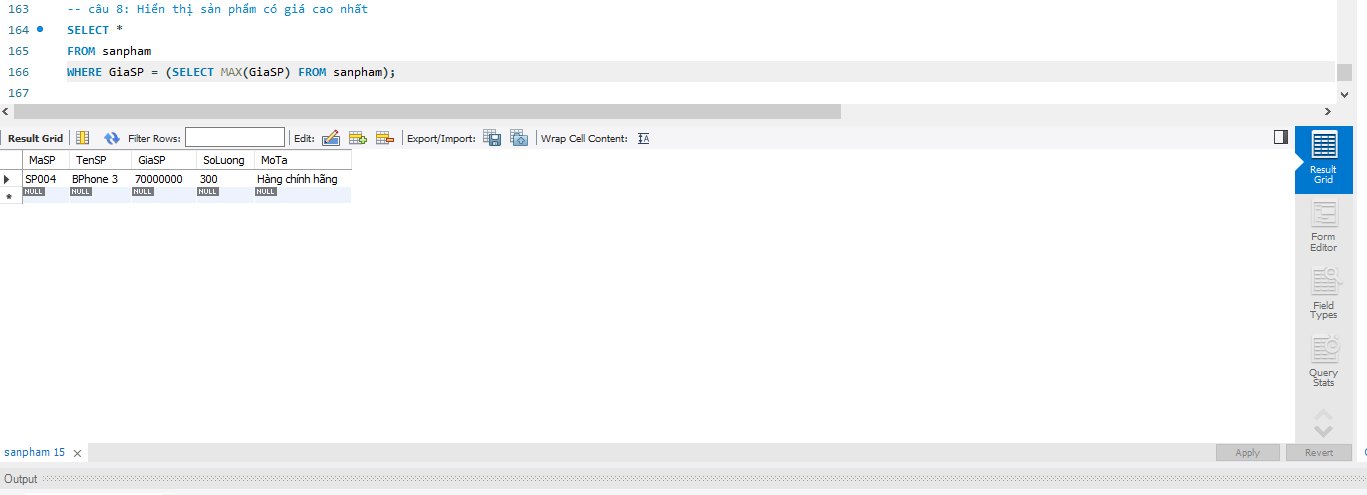 163 -- câu 8: Hiển thị sản phẩm có giá cao nhất
164 SELECT *
165 FROM sanpham
166 WHERE GiaSP = (SELECT MAX(GiaSP) FROM sanpham);
167
Result Grid Filter Rows: Edit: Export/Import: Wrap Cell Content:
MaSP TenSP GiaSP SoLuong MoTa
SP004 BPhone 3 70000000 300 Hàng chính hãng
NULL NULL NULL NULL NULL
Result
Grid
Form
Editor
Field
Types
Query
Stats
sanpham 15 Apply Revert
Output